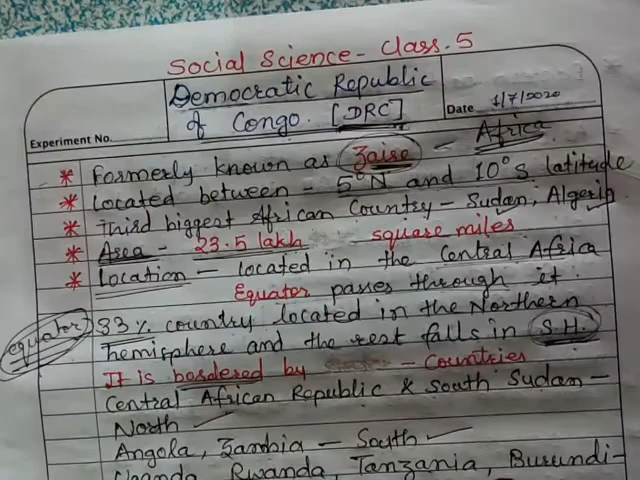 Social Science - Class. 5
Democratic Republic
of Congo. [DRC]
Experiment No.
Date 1/7/2020
* Formerly known as Zaise - Africa
* Located between - 5°N and 10°S latitude
* Third biggest African Country - Sudan, Algeria
* Area - 23.5 lakh square miles
* Location - located in the Central Africa
Equator passes through it.
equator 33% country located in the Northern
hemisphere and the rest falls in S.H.
It is bordered by - Countries
Central African Republic & South Sudan -
North
Angola, Zambia - South
Uganda, Rwanda, Tanzania, Burundi -